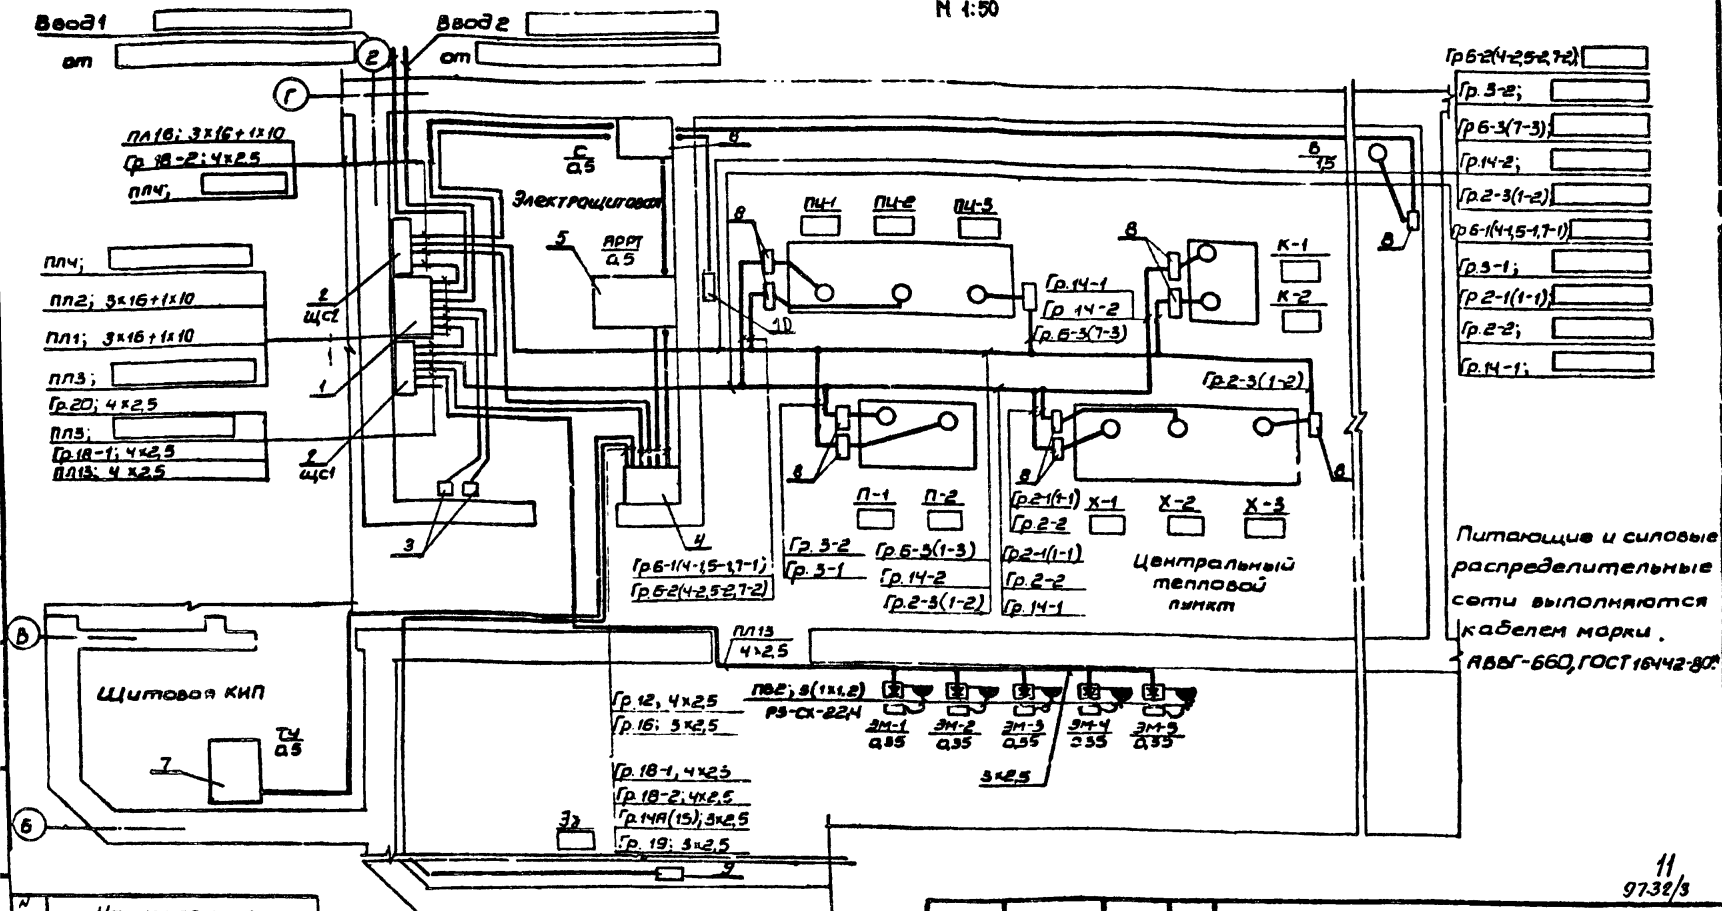 М 1:50
Ввод 1
от
Ввод 2
от
2
Г
ПЛ18; 3×16+1×10
Гр 18-2; 4×2,5
ПЛ4;
С
0,5
8
Электрощитовая
5
АРРТ
0,5
ПЛ4;
ПЛ2; 3×16+1×10
ПЛ1; 3×16+1×10
ПЛ3;
Гр.20; 4×2,5
ПЛ3;
Гр.18-1; 4×2,5
ПЛ13; 4×2,5
2
ЩС2
1
2
ЩС1
3
4
10
8
ПЦ-1
ПЦ-2
ПЦ-3
8
К-1
К-2
В
1,5
8
Гр.14-1
Гр 14-2
Гр.6-3(7-3)
Гр.2-3(1-2)
8
8
8
П-1
П-2
Гр.2-1(1-1)
Гр.2-2
Х-1
Х-2
Х-3
Гр. 3-2
Гр. 3-1
Гр.6-3(1-3)
Гр.14-2
Гр.2-3(1-2)
Гр.2-1(1-1)
Гр.2-2
Гр.14-1
Центральный
тепловой
пункт
Гр.6-1(4-1,5-1,7-1);
Гр.6-2(4-2,5-2,7-2)
Гр 6-2(4-2,5-2,7-2)
Гр.3-2;
Гр 6-3(7-3);
Гр.14-2;
Гр.2-3(1-2);
Гр 6-1(4-1,5-1,7-1)
Гр.3-1;
Гр 2-1(1-1);
Гр.2-2;
Гр.14-1;
Питающие и силовые
распределительные
сети выполняются
кабелем марки.
АВВГ-660, ГОСТ 16442-80*
В
Щитовая КИП
ТЧ
0,5
7
Б
ПЛ13
4×2,5
ПВ2; 3(1×1,2)
РЗ-СХ-22,4
ЭМ-1
0,35
ЭМ-2
0,35
ЭМ-3
0,35
ЭМ-4
0,35
ЭМ-5
0,35
3×2,5
Гр.12, 4×2,5
Гр.16; 3×2,5
Гр.18-1, 4×2,5
Гр.18-2; 4×2,5
Гр.14А(15); 3×2,5
Гр. 19; 3×2,5
9
11
9732/3
N